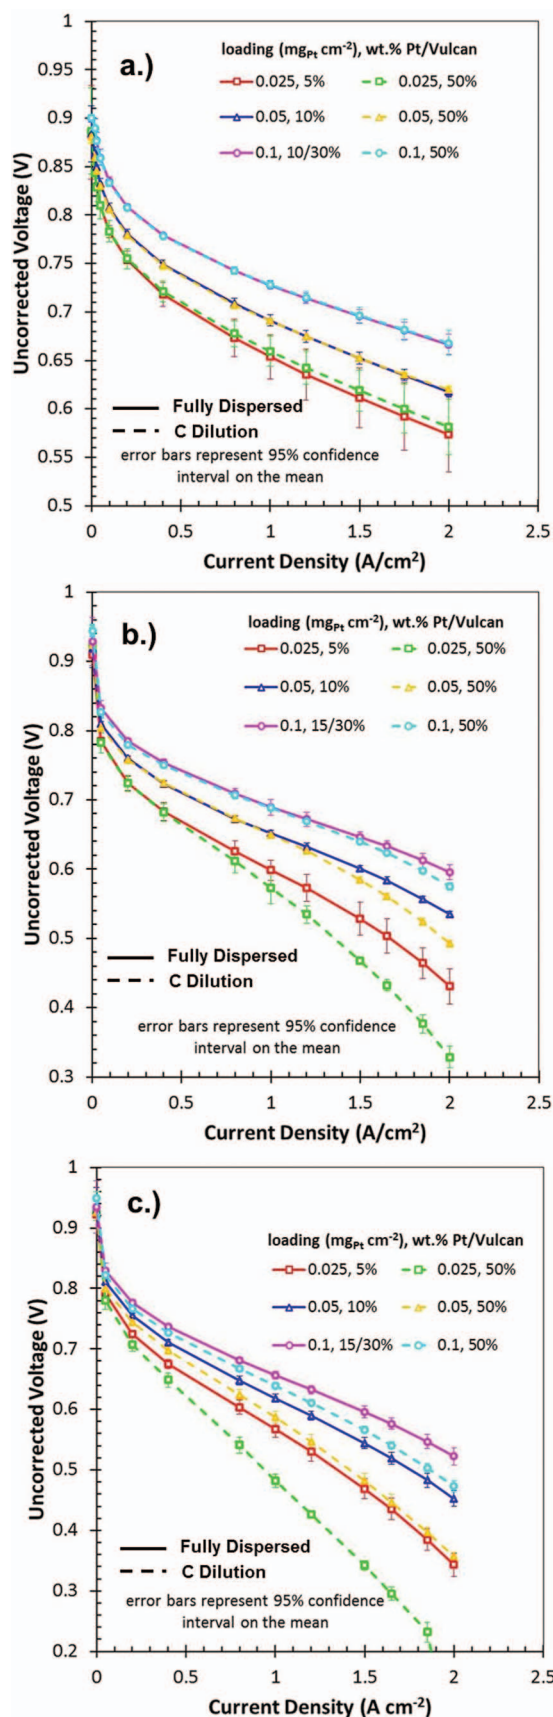 a.)
loading (mgPt cm-2), wt.% Pt/Vulcan
0.025, 5%
0.025, 50%
0.05, 10%
0.05, 50%
0.1, 10/30%
0.1, 50%
Uncorrected Voltage (V)
1
0.95
0.9
0.85
0.8
0.75
0.7
0.65
0.6
0.55
0.5
Fully Dispersed
C Dilution
error bars represent 95% confidence
interval on the mean
0 0.5 1 1.5 2 2.5
Current Density (A/cm2)
b.)
loading (mgPt cm-2), wt.% Pt/Vulcan
0.025, 5%
0.025, 50%
0.05, 10%
0.05, 50%
0.1, 15/30%
0.1, 50%
Uncorrected Voltage (V)
1
0.9
0.8
0.7
0.6
0.5
0.4
0.3
Fully Dispersed
C Dilution
error bars represent 95% confidence
interval on the mean
0 0.5 1 1.5 2 2.5
Current Density (A/cm2)
c.)
loading (mgPt cm-2), wt.% Pt/Vulcan
0.025, 5%
0.025, 50%
0.05, 10%
0.05, 50%
0.1, 15/30%
0.1, 50%
Uncorrected Voltage (V)
1
0.9
0.8
0.7
0.6
0.5
0.4
0.3
0.2
Fully Dispersed
C Dilution
error bars represent 95% confidence
interval on the mean
0 0.5 1 1.5 2 2.5
Current Density (A cm-2)